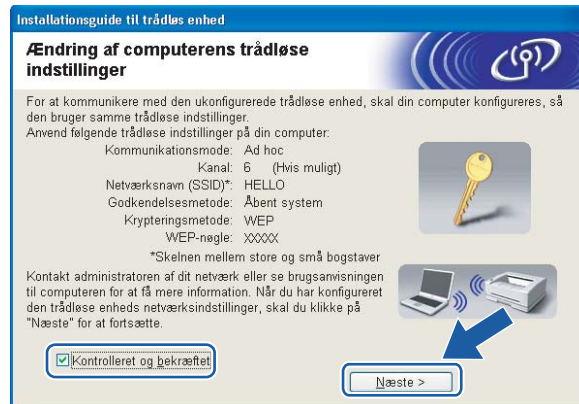 Installationsguide til trådløs enhed
Ændring af computerens trådløse
indstillinger
For at kommunikere med den ukonfigurerede trådløse enhed, skal din computer konfigureres, så
den bruger samme trådløse indstillinger.
Anvend følgende trådløse indstillinger på din computer:
Kommunikationsmode: Ad hoc
Kanal: 6 (Hvis muligt)
Netværksnavn (SSID)*: HELLO
Godkendelsesmetode: Åbent system
Krypteringsmetode: WEP
WEP-nøgle: XXXXX
*Skelnen mellem store og små bogstaver
Kontakt administratoren af dit netværk eller se brugsanvisningen
til computeren for at få mere information. Når du har konfigureret
den trådløse enheds netværksindstillinger, skal du klikke på
"Næste" for at fortsætte.
Kontrolleret og bekræftet
Næste >